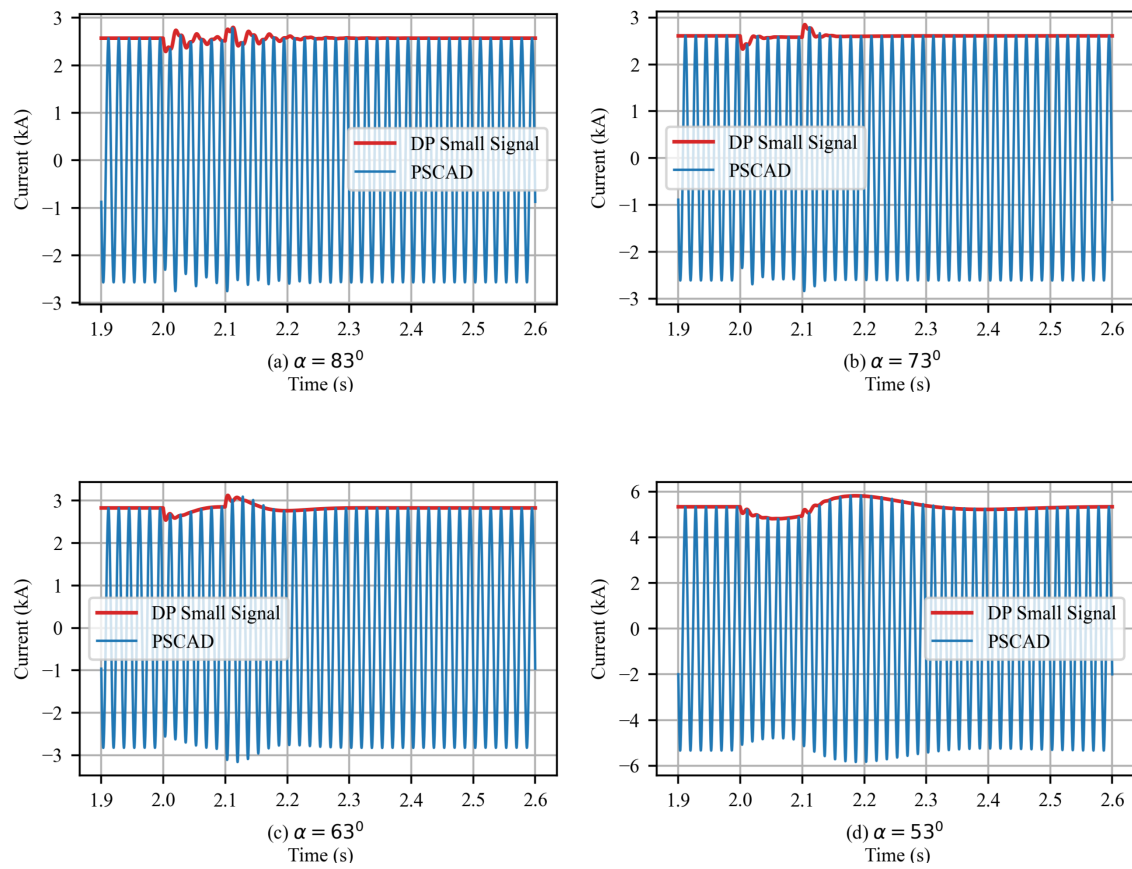 3
2
1
0
−1
−2
−3
Current (kA)
DP Small Signal
PSCAD
1.9 2.0 2.1 2.2 2.3 2.4 2.5 2.6
(a) α = 83⁰
Time (s)
3
2
1
0
−1
−2
−3
Current (kA)
DP Small Signal
PSCAD
1.9 2.0 2.1 2.2 2.3 2.4 2.5 2.6
(b) α = 73⁰
Time (s)
3
2
1
0
−1
−2
−3
Current (kA)
DP Small Signal
PSCAD
1.9 2.0 2.1 2.2 2.3 2.4 2.5 2.6
(c) α = 63⁰
Time (s)
6
4
2
0
−2
−4
−6
Current (kA)
DP Small Signal
PSCAD
1.9 2.0 2.1 2.2 2.3 2.4 2.5 2.6
(d) α = 53⁰
Time (s)